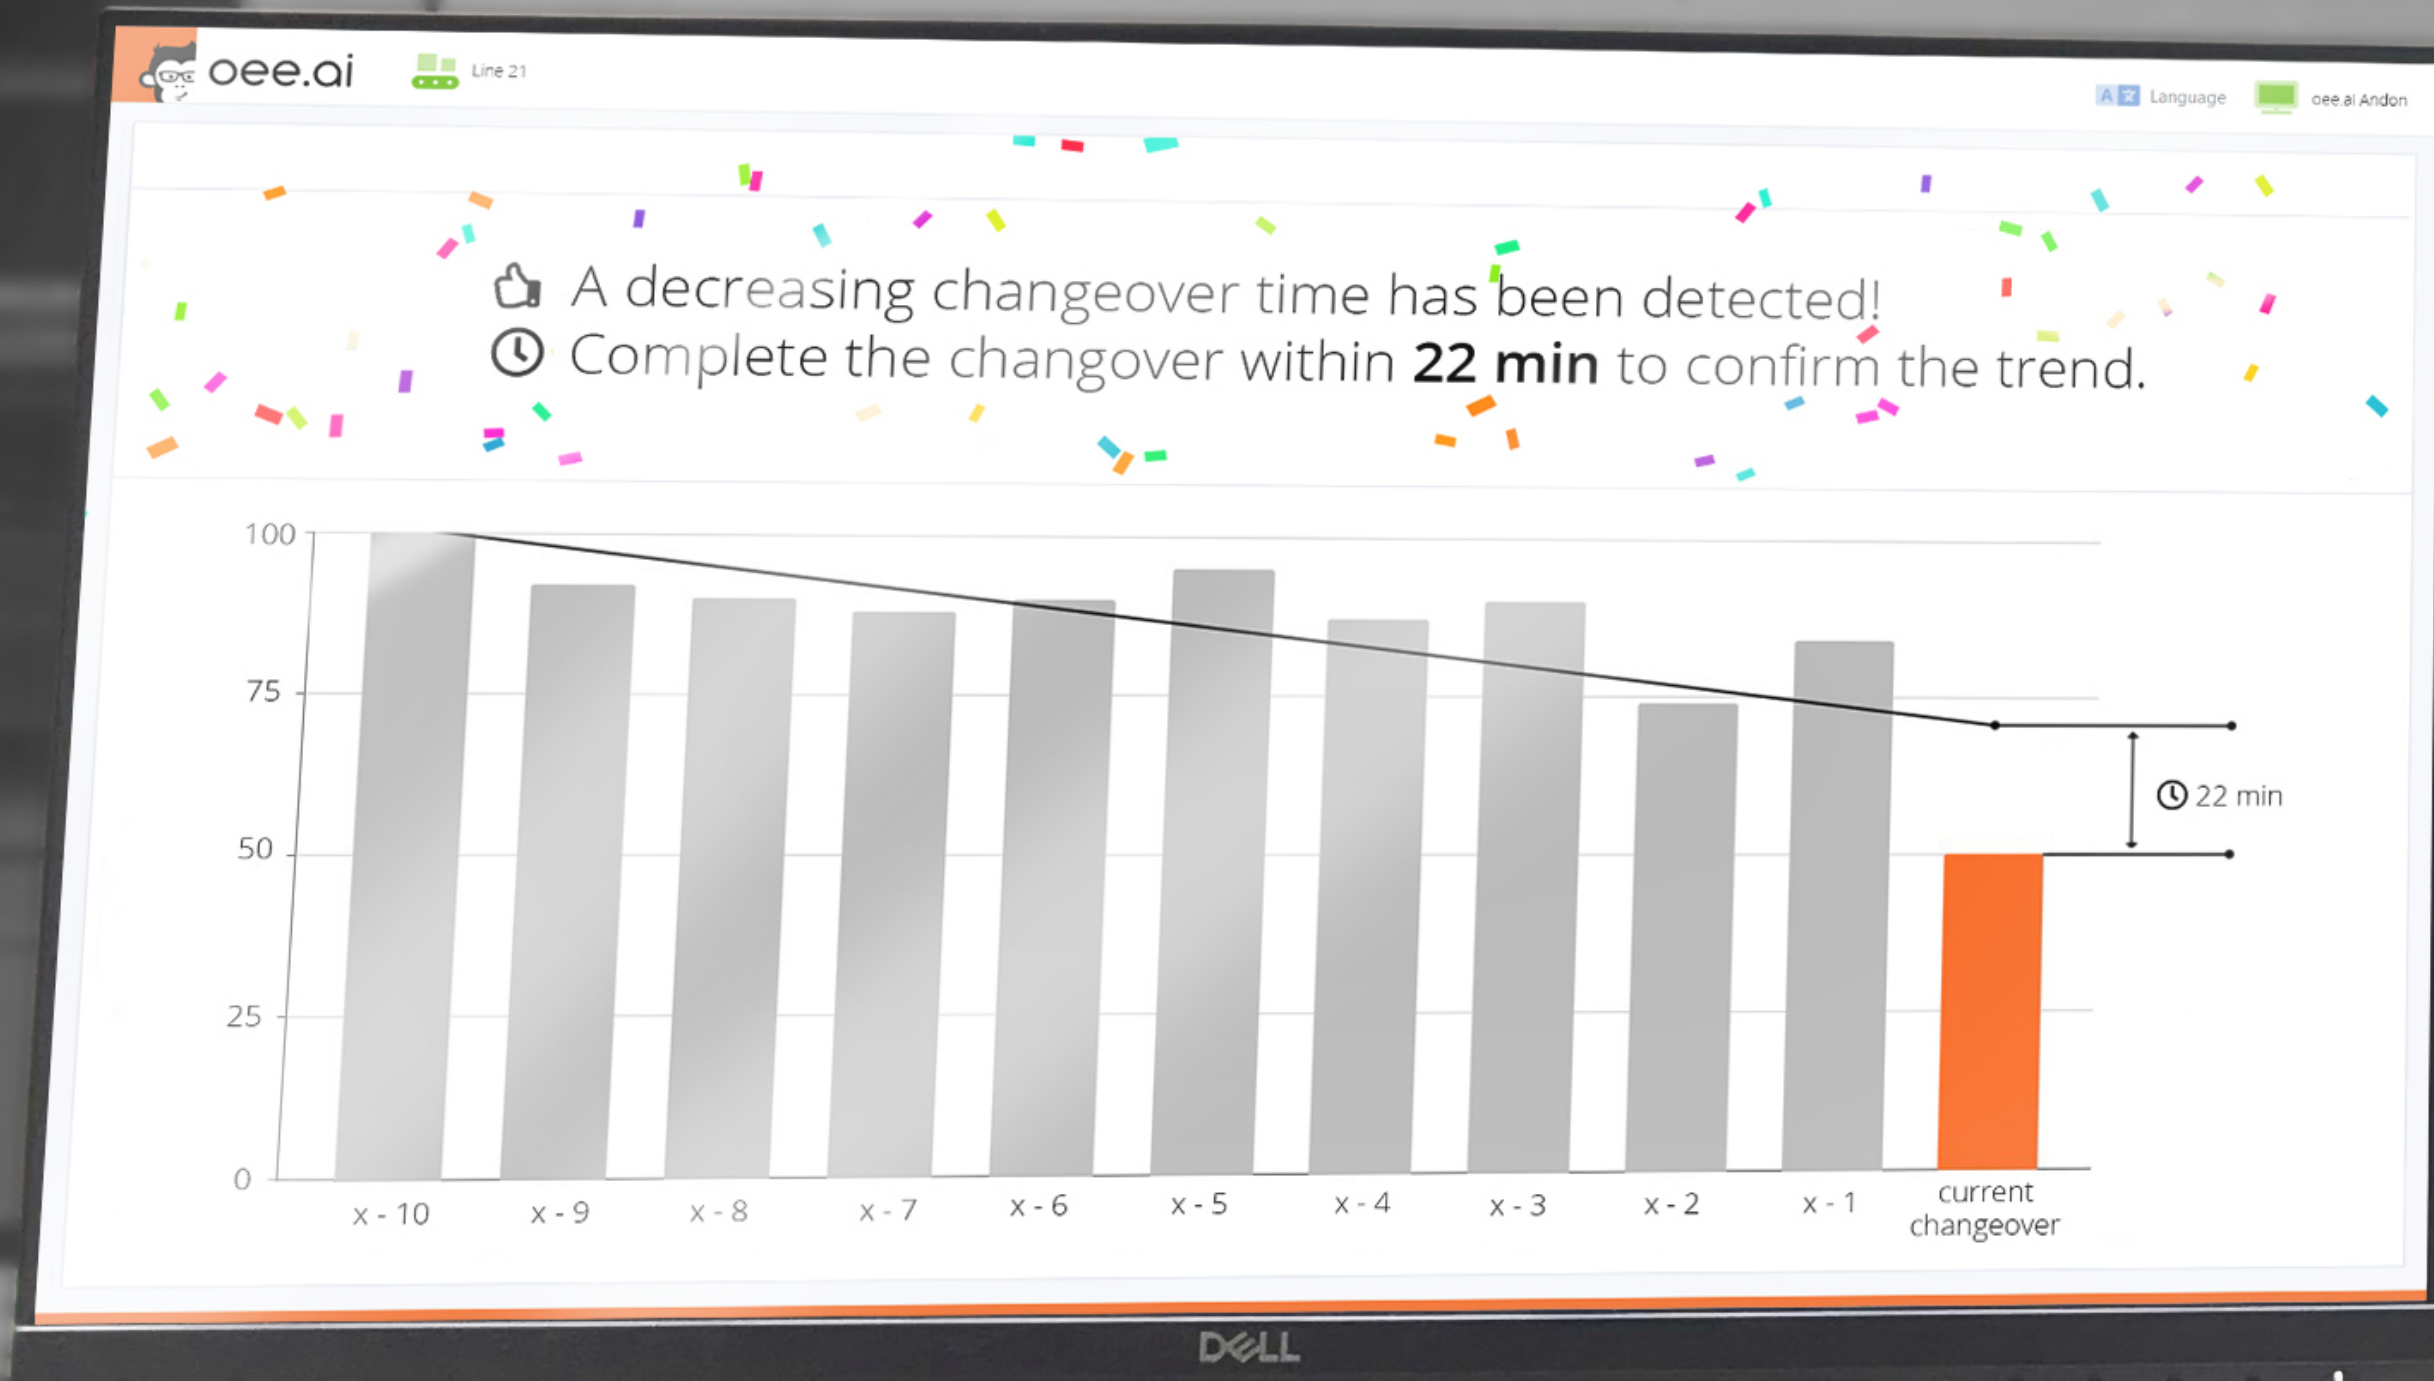 oee.ai
Line 21
Language
oee.ai Andon
A decreasing changeover time has been detected!
Complete the changover within 22 min to confirm the trend.
100
75
50
25
0
22 min
x - 10
x - 9
x - 8
x - 7
x - 6
x - 5
x - 4
x - 3
x - 2
x - 1
current
changeover
DELL